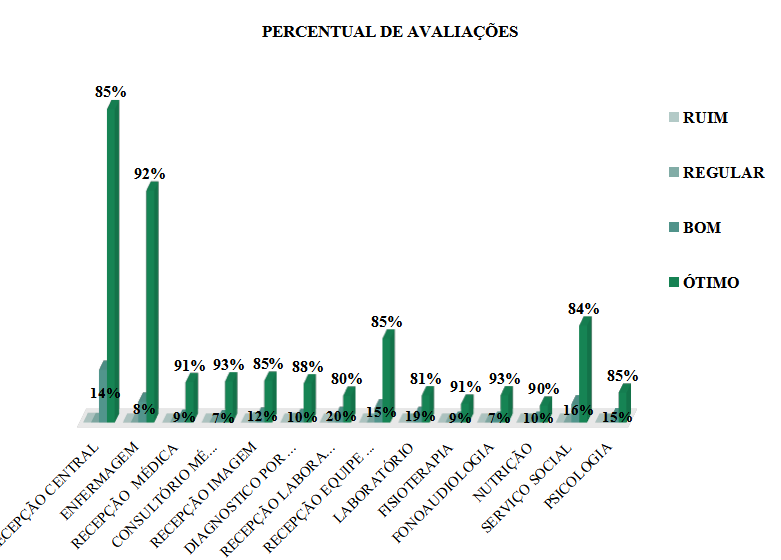 PERCENTUAL DE AVALIAÇÕES
85%
92%
91%
93%
85%
88%
80%
85%
81%
91%
93%
90%
84%
85%
14%
8%
9%
7%
12%
10%
20%
15%
19%
9%
7%
10%
16%
15%
ECEPÇÃO CENTRAL
ENFERMAGEM
RECEPÇÃO MÉDICA
CONSULTÓRIO MÉ...
RECEPÇÃO IMAGEM
DIAGNOSTICO POR ...
RECEPÇÃO LABORA...
RECEPÇÃO EQUIPE ...
LABORATÓRIO
FISIOTERAPIA
FONOAUDIOLOGIA
NUTRIÇÃO
SERVIÇO SOCIAL
PSICOLOGIA
RUIM
REGULAR
BOM
ÓTIMO